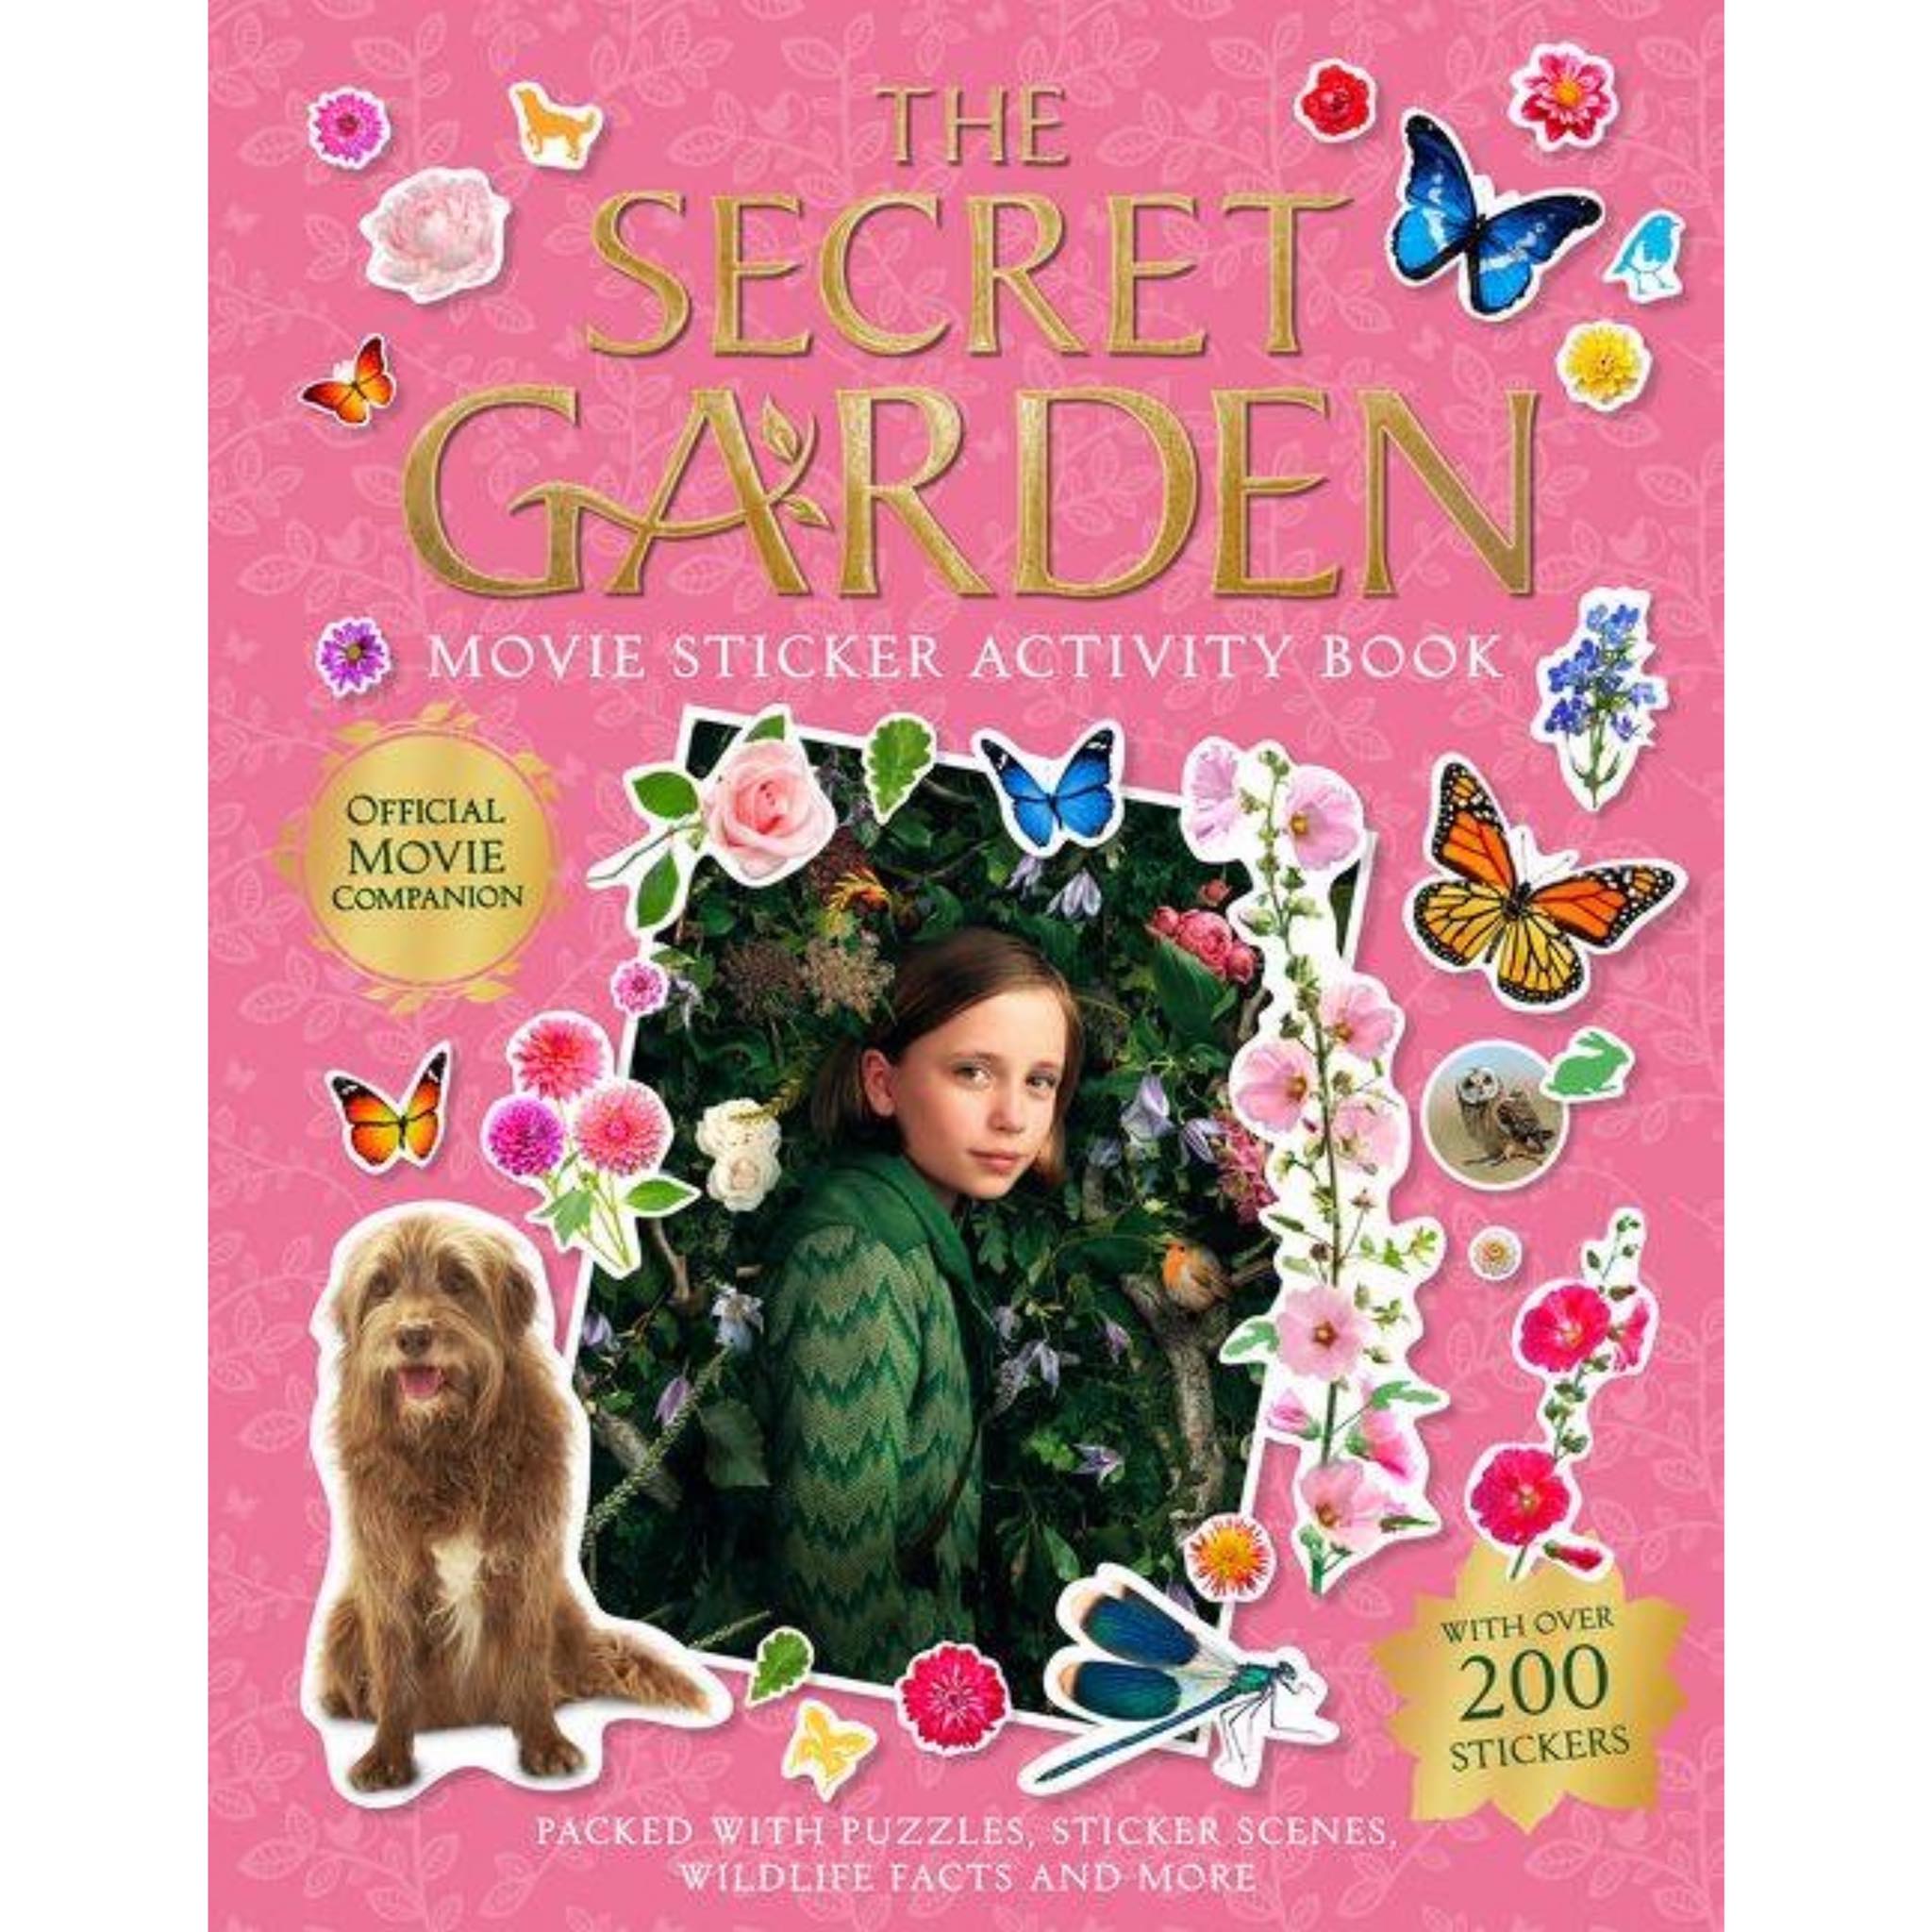 THE
SECRET
GARDEN
MOVIE STICKER ACTIVITY BOOK
OFFICIAL
MOVIE
COMPANION
WITH OVER
200
STICKERS
PACKED WITH PUZZLES, STICKER SCENES,
WILDLIFE FACTS AND MORE